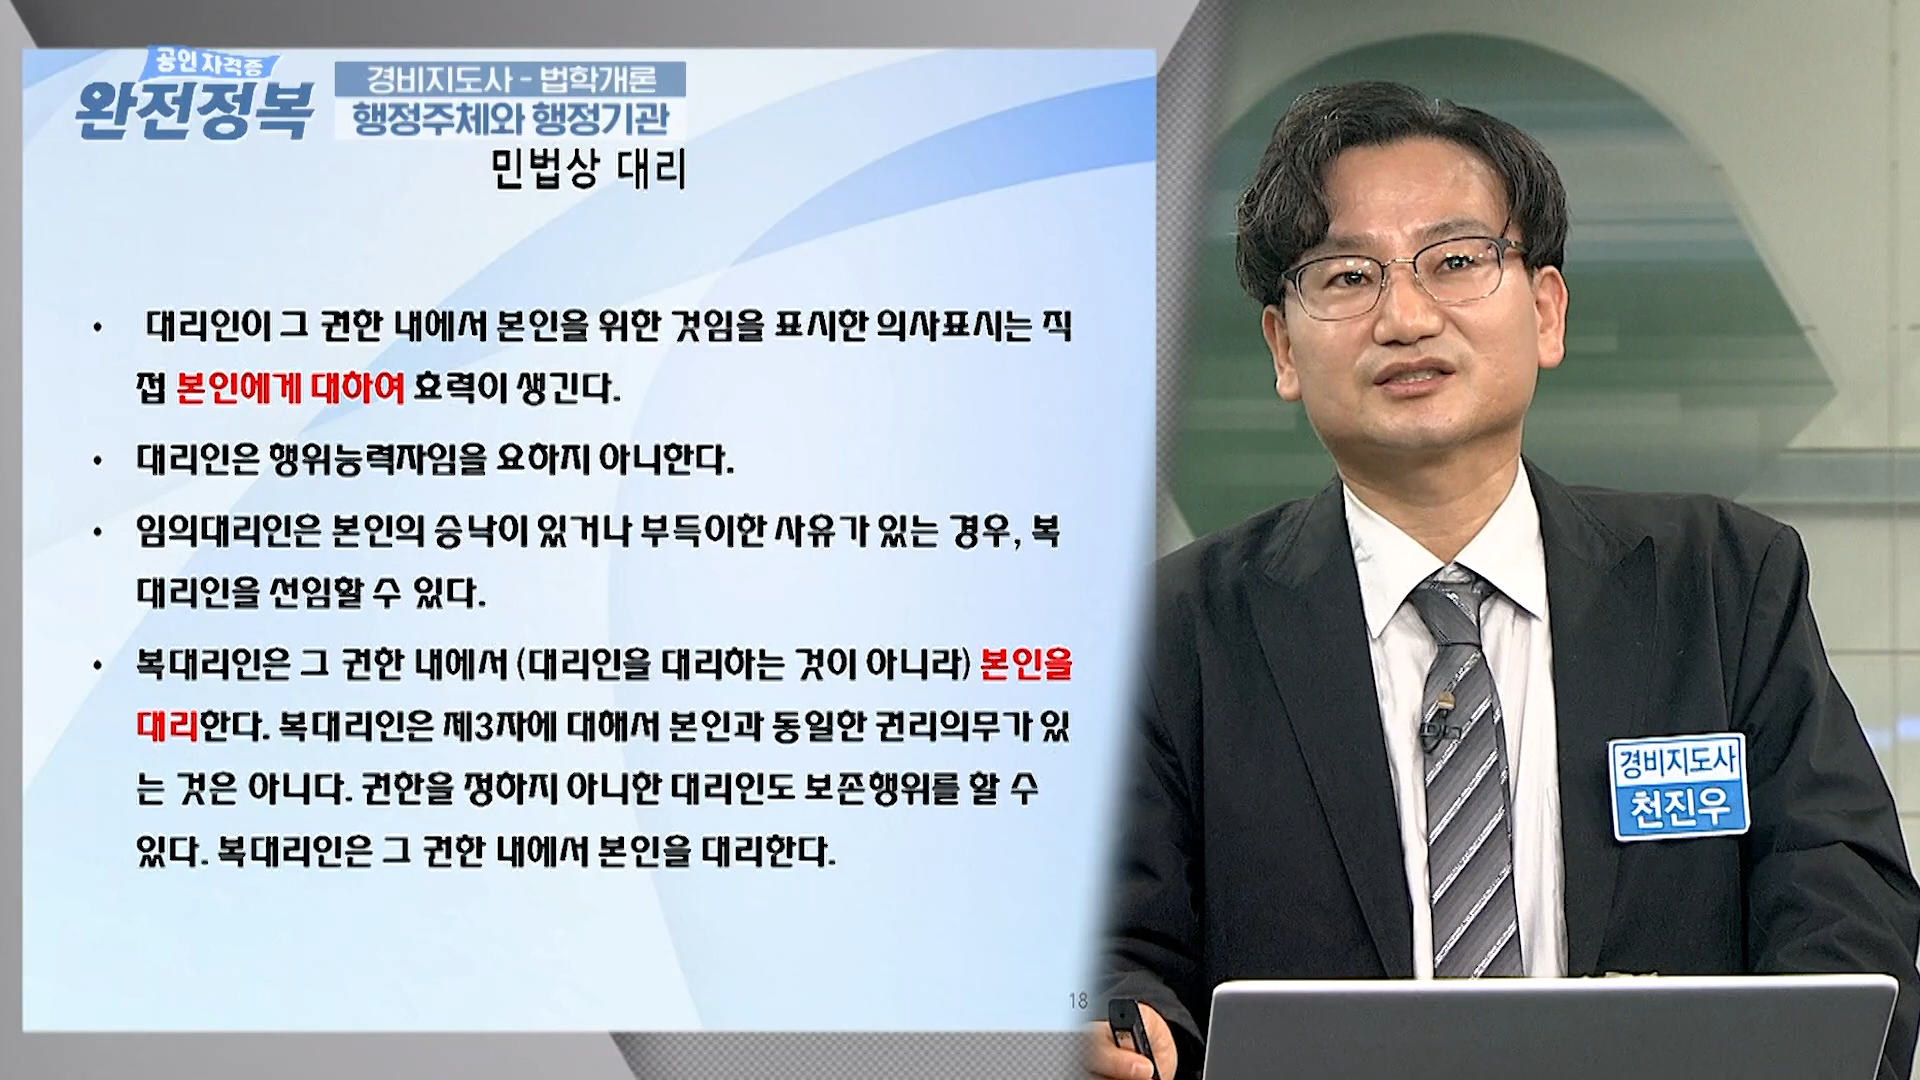 공인 자격증
완전정복
경비지도사 - 법학개론
행정주체와 행정기관
민법상 대리
• 대리인이 그 권한 내에서 본인을 위한 것임을 표시한 의사표시는 직
접 본인에게 대하여 효력이 생긴다.
• 대리인은 행위능력자임을 요하지 아니한다.
• 임의대리인은 본인의 승낙이 있거나 부득이한 사유가 있는 경우, 복
대리인을 선임할 수 있다.
• 복대리인은 그 권한 내에서 (대리인을 대리하는 것이 아니라) 본인을
대리한다. 복대리인은 제3자에 대해서 본인과 동일한 권리의무가 있
는 것은 아니다. 권한을 정하지 아니한 대리인도 보존행위를 할 수
있다. 복대리인은 그 권한 내에서 본인을 대리한다.
18
경비지도사
천진우